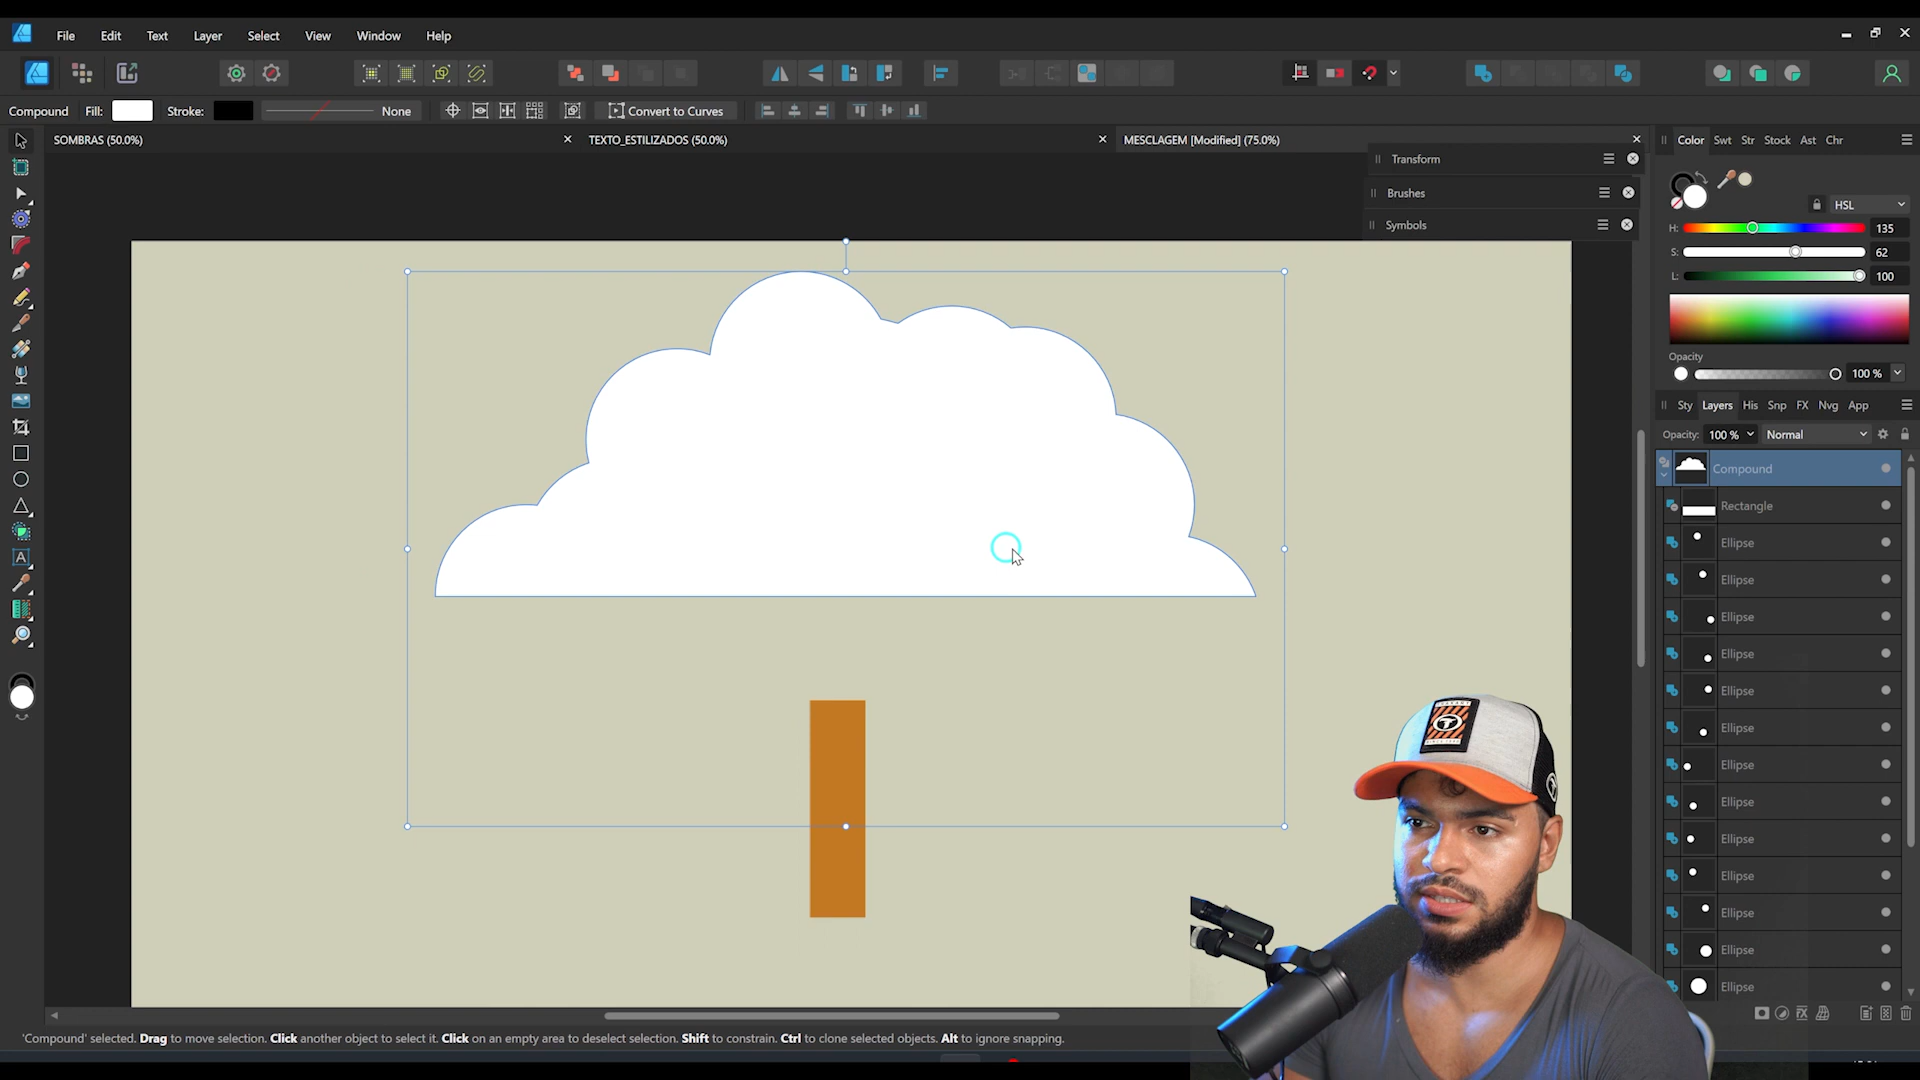 File Edit Text Layer Select View Window Help
Compound Fill: Stroke: None Convert to Curves
SOMBRAS (50.0%) TEXTO_ESTILIZADOS (50.0%) MESCLAGEM [Modified] (75.0%)
Transform
Brushes
Symbols
Color Swt Str Stock Ast Chr
HSL
H: 135
S: 62
L: 100
Opacity
100 %
Sty Layers His Snp FX Nvg App
Opacity: 100 % Normal
Compound
Rectangle
Ellipse
Ellipse
Ellipse
Ellipse
Ellipse
Ellipse
Ellipse
Ellipse
Ellipse
Ellipse
Ellipse
Ellipse
Ellipse
'Compound' selected. Drag to move selection. Click another object to select it. Click on an empty area to deselect selection. Shift to constrain. Ctrl to clone selected objects. Alt to ignore snapping.